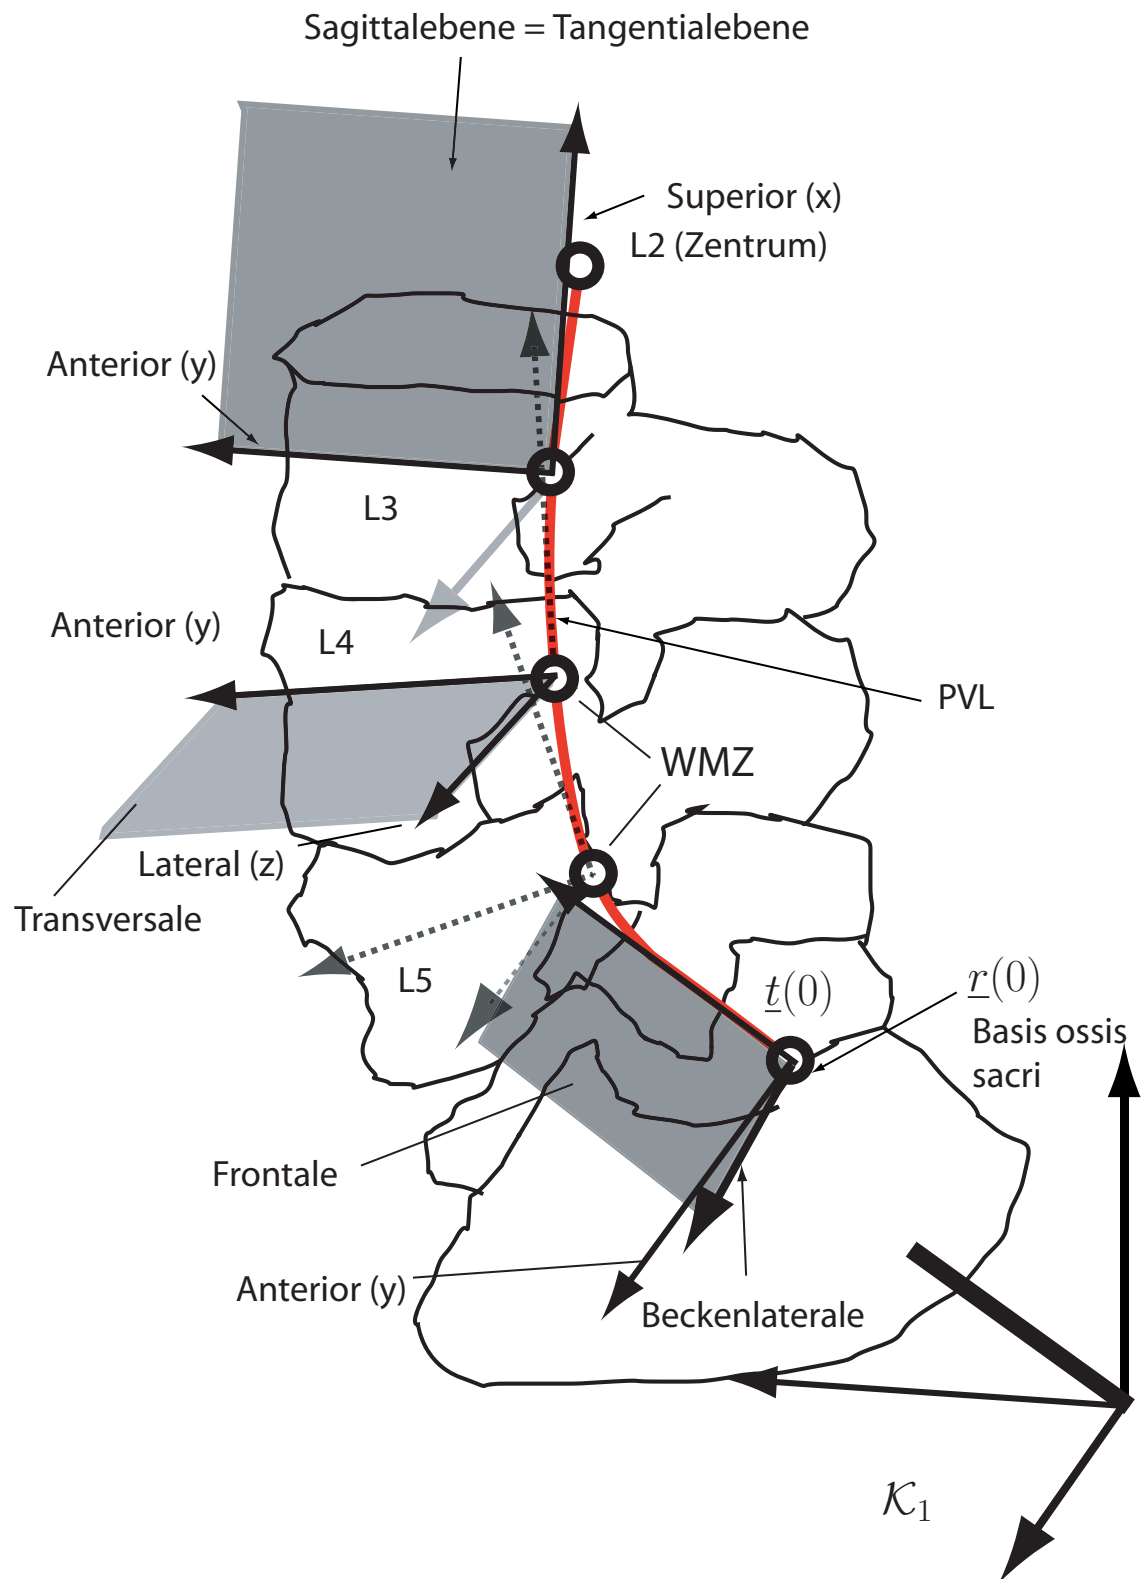 Sagittalebene = Tangentialebene
Superior (x)
L2 (Zentrum)
Anterior (y)
L3
Anterior (y)
L4
PVL
WMZ
Lateral (z)
Transversale
L5
t(0)
r(0)
Basis ossis
sacri
Frontale
Anterior (y)
Beckenlaterale
𝒦₁